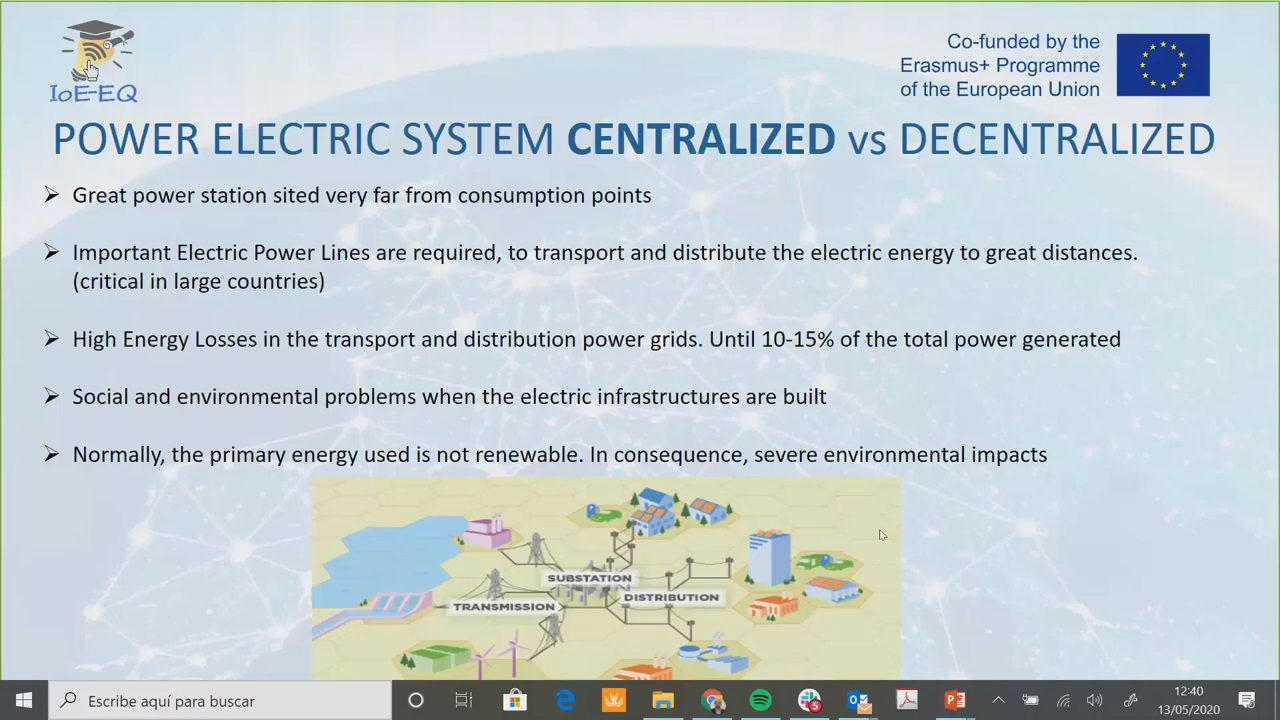 IoE-EQ
Co-funded by the
Erasmus+ Programme
of the European Union
POWER ELECTRIC SYSTEM CENTRALIZED vs DECENTRALIZED
Great power station sited very far from consumption points
Important Electric Power Lines are required, to transport and distribute the electric energy to great distances.
(critical in large countries)
High Energy Losses in the transport and distribution power grids. Until 10-15% of the total power generated
Social and environmental problems when the electric infrastructures are built
Normally, the primary energy used is not renewable. In consequence, severe environmental impacts
SUBSTATION
DISTRIBUTION
TRANSMISSION
Escribe aquí para buscar
5
12:40
13/05/2020